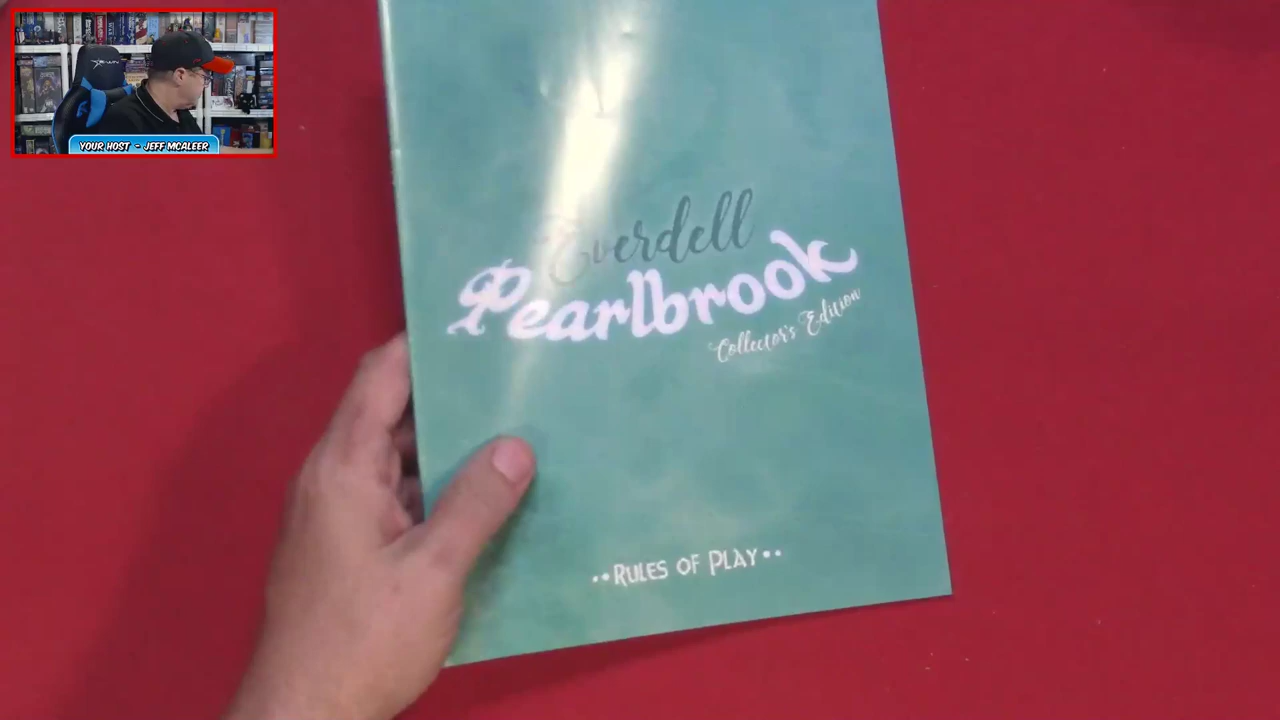 YOUR HOST - JEFF MCALEER
Everdell
Pearlbrook
Collector's Edition
••RULES OF PLAY••